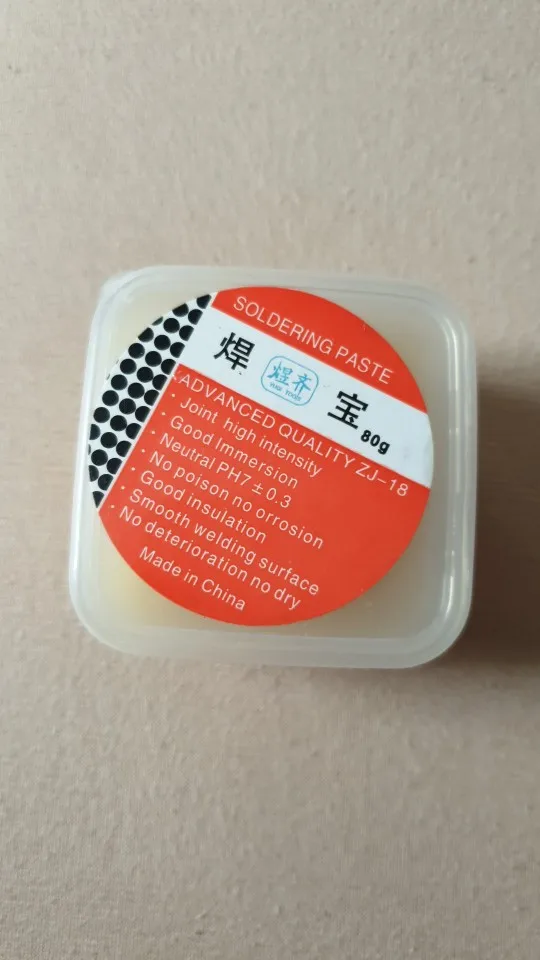 SOLDERING PASTE
焊 煜齐 宝 80g
ADVANCED QUALITY ZJ-18
· Joint high intensity
· Good Immersion
· Neutral PH7 ± 0.3
· No poison no orrosion
· Good insulation
· Smooth welding surface
· No deterioration no dry
Made in China